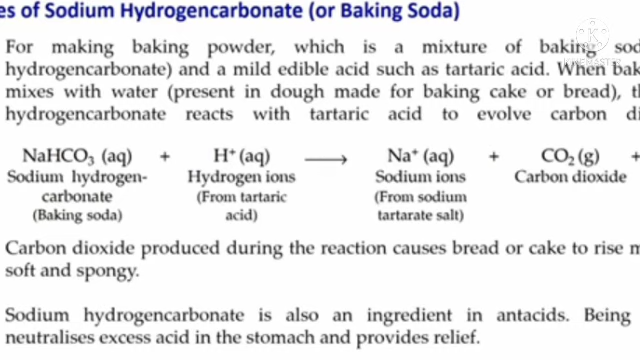 es of Sodium Hydrogencarbonate (or Baking Soda)
For making baking powder, which is a mixture of baking sod
hydrogencarbonate) and a mild edible acid such as tartaric acid. When bak
mixes with water (present in dough made for baking cake or bread), t
hydrogencarbonate reacts with tartaric acid to evolve carbon di
NaHCO₃ (aq) + H⁺ (aq) ⟶ Na⁺ (aq) + CO₂ (g) +
Sodium hydrogen- Hydrogen ions Sodium ions Carbon dioxide
carbonate (From tartaric (From sodium
(Baking soda) acid) tartarate salt)
Carbon dioxide produced during the reaction causes bread or cake to rise m
soft and spongy.
Sodium hydrogencarbonate is also an ingredient in antacids. Being
neutralises excess acid in the stomach and provides relief.